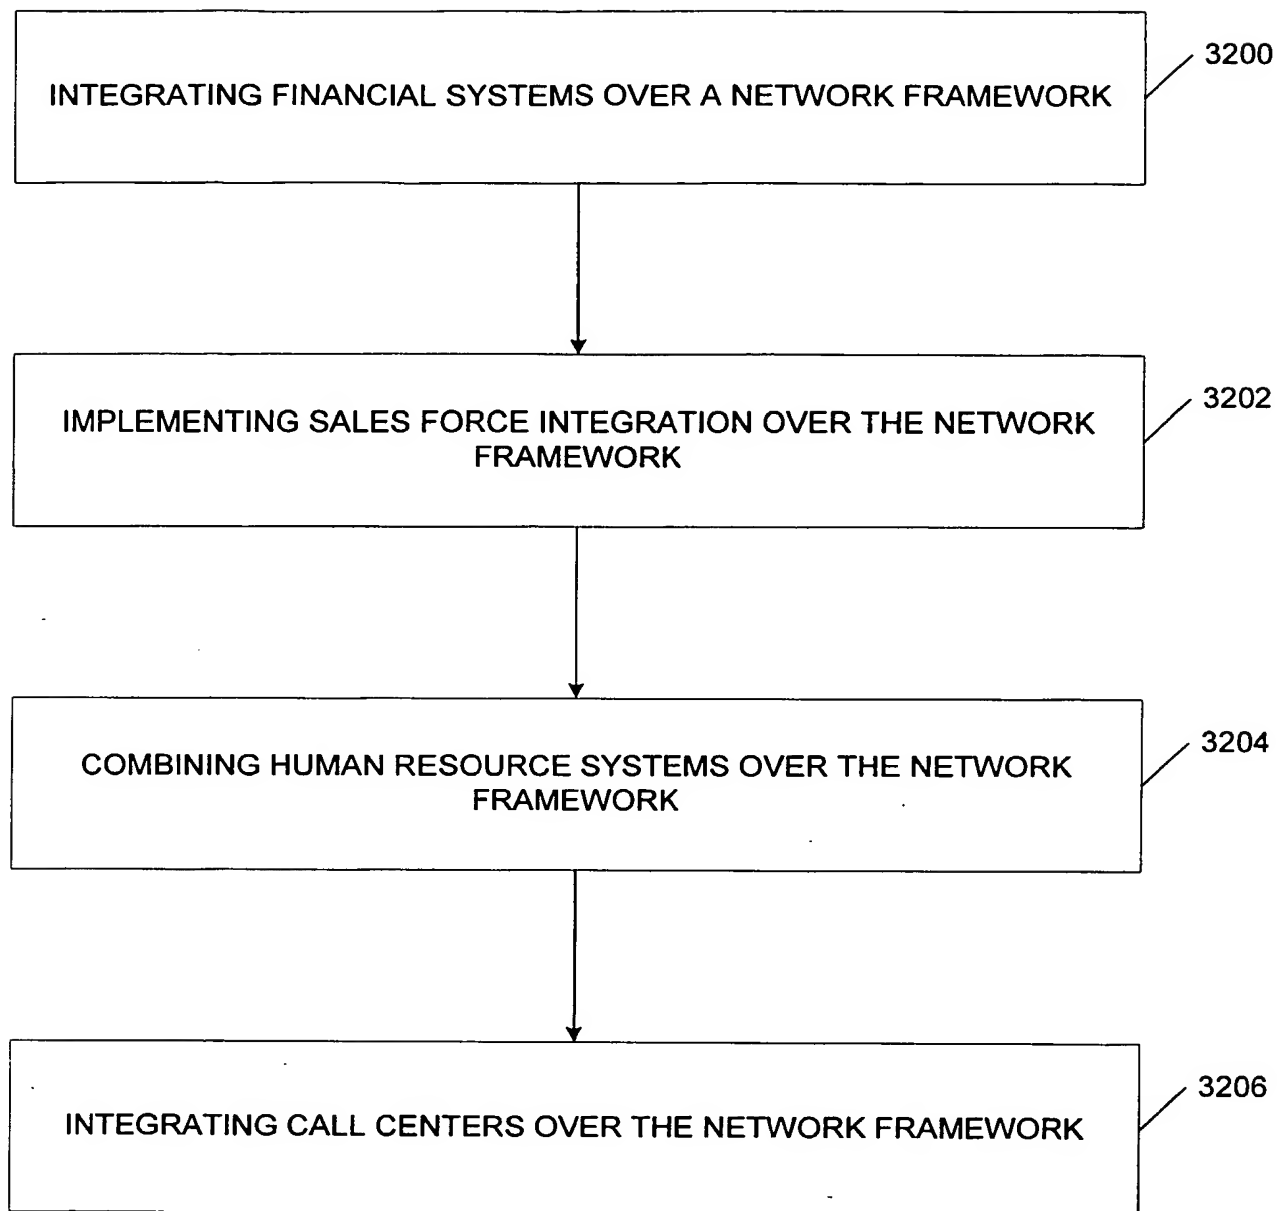 INTEGRATING FINANCIAL SYSTEMS OVER A NETWORK FRAMEWORK
3200
IMPLEMENTING SALES FORCE INTEGRATION OVER THE NETWORK
FRAMEWORK
3202
COMBINING HUMAN RESOURCE SYSTEMS OVER THE NETWORK
FRAMEWORK
3204
INTEGRATING CALL CENTERS OVER THE NETWORK FRAMEWORK
3206